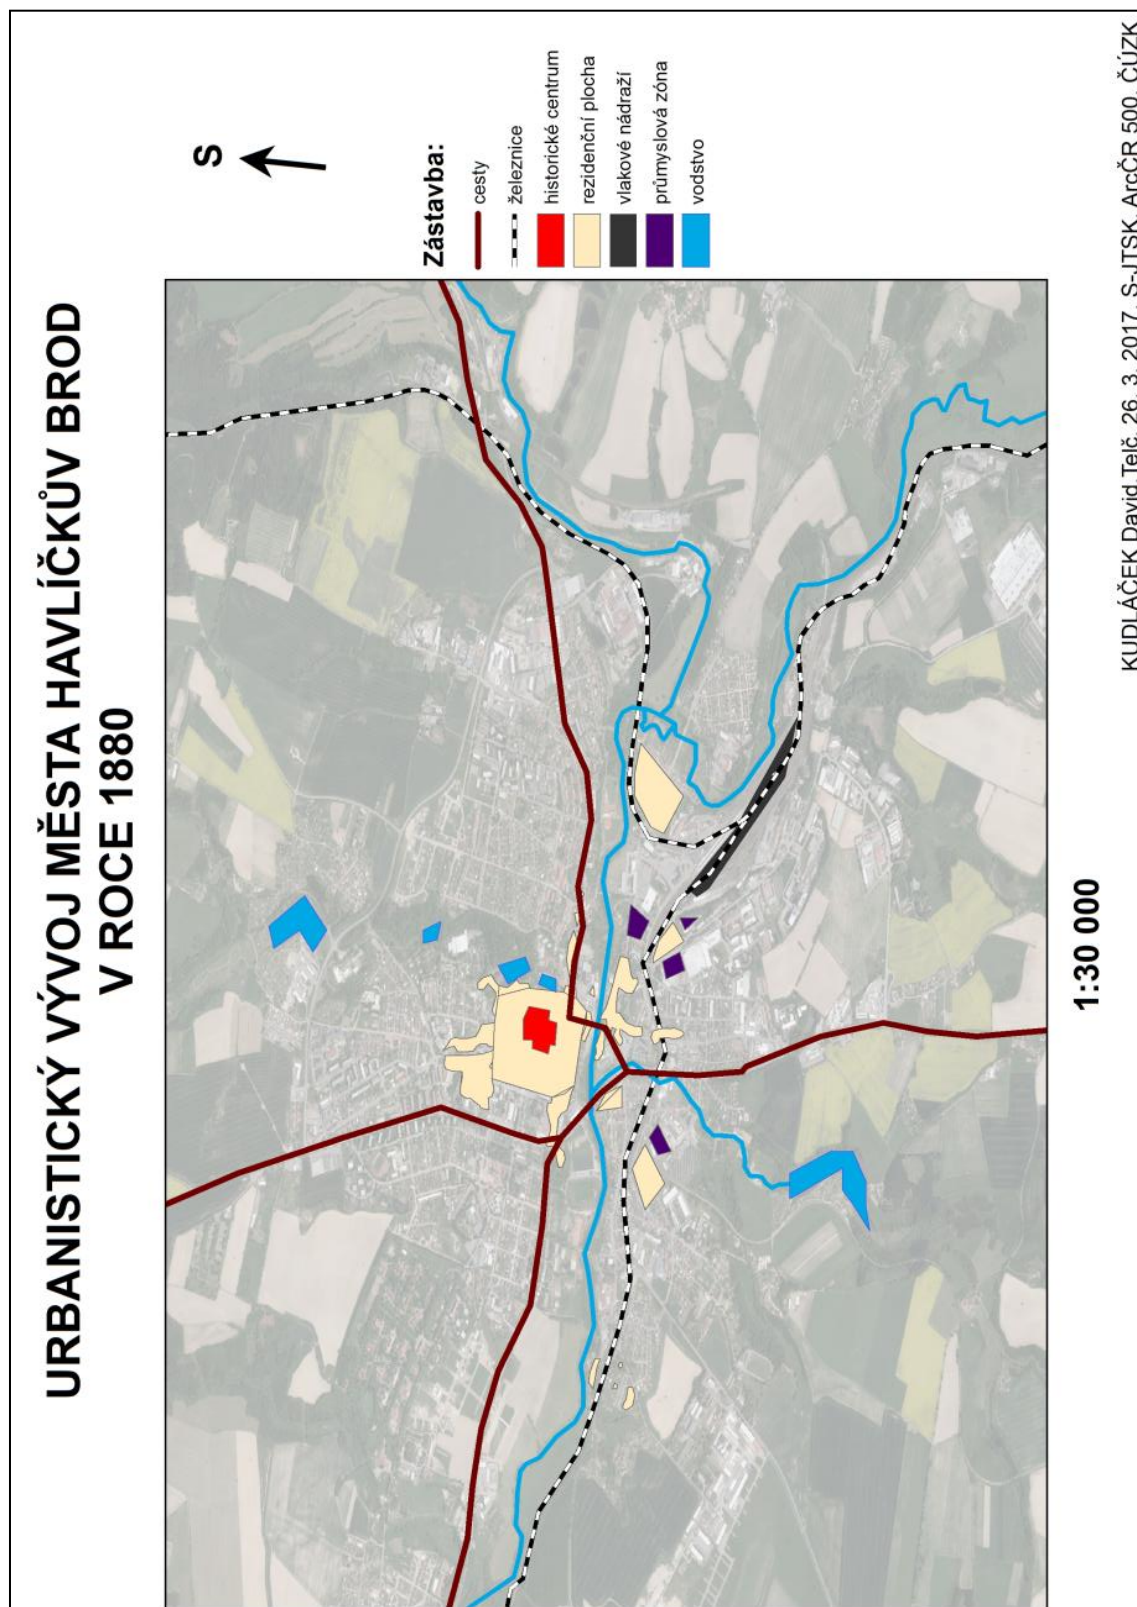 URBANISTICKÝ VÝVOJ MĚSTA HAVLÍČKŮV BROD
V ROCE 1880
S
Zástavba:
cesty
železnice
historické centrum
rezidenční plocha
vlakové nádraží
průmyslová zóna
vodstvo
1:30 000
KUDLÁČEK David,Telč, 26. 3. 2017, S-JTSK, ArcČR 500, ČÚZK